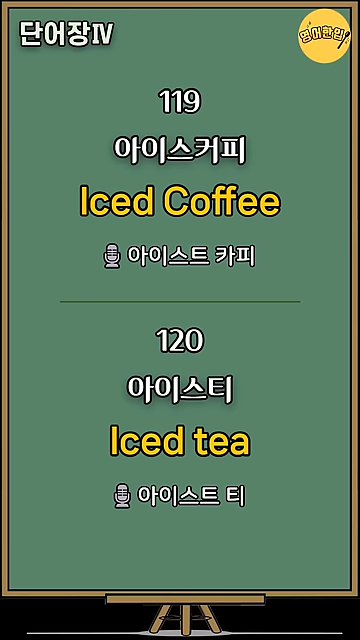 단어장Ⅳ
영어한입
119
아이스커피
Iced Coffee
아이스트 카피
120
아이스티
Iced tea
아이스트 티